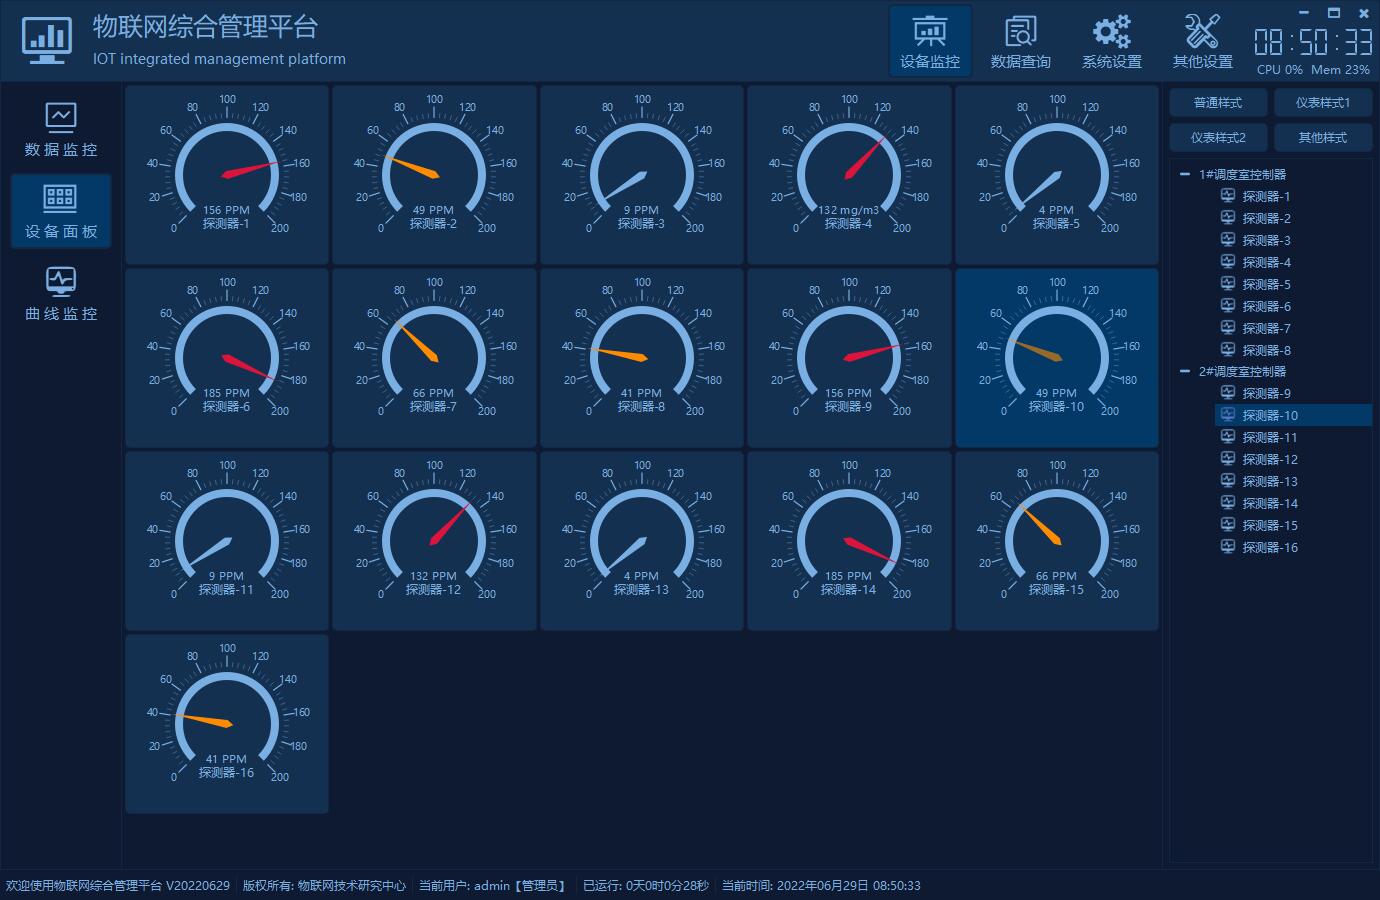 物联网综合管理平台
IOT integrated management platform
设备监控
数据查询
系统设置
其他设置
08:50:33
CPU 0% Mem 23%
数据监控
设备面板
曲线监控
0 20 40 60 80 100 120 140 160 180 200
156 PPM
探测器-1
0 20 40 60 80 100 120 140 160 180 200
49 PPM
探测器-2
0 20 40 60 80 100 120 140 160 180 200
9 PPM
探测器-3
0 20 40 60 80 100 120 140 160 180 200
132 mg/m3
探测器-4
0 20 40 60 80 100 120 140 160 180 200
4 PPM
探测器-5
0 20 40 60 80 100 120 140 160 180 200
185 PPM
探测器-6
0 20 40 60 80 100 120 140 160 180 200
66 PPM
探测器-7
0 20 40 60 80 100 120 140 160 180 200
41 PPM
探测器-8
0 20 40 60 80 100 120 140 160 180 200
156 PPM
探测器-9
0 20 40 60 80 100 120 140 160 180 200
49 PPM
探测器-10
0 20 40 60 80 100 120 140 160 180 200
9 PPM
探测器-11
0 20 40 60 80 100 120 140 160 180 200
132 PPM
探测器-12
0 20 40 60 80 100 120 140 160 180 200
4 PPM
探测器-13
0 20 40 60 80 100 120 140 160 180 200
185 PPM
探测器-14
0 20 40 60 80 100 120 140 160 180 200
66 PPM
探测器-15
0 20 40 60 80 100 120 140 160 180 200
41 PPM
探测器-16
普通样式
仪表样式1
仪表样式2
其他样式
1#调度室控制器
探测器-1
探测器-2
探测器-3
探测器-4
探测器-5
探测器-6
探测器-7
探测器-8
2#调度室控制器
探测器-9
探测器-10
探测器-11
探测器-12
探测器-13
探测器-14
探测器-15
探测器-16
欢迎使用物联网综合管理平台 V20220629
版权所有: 物联网技术研究中心
当前用户: admin【管理员】
已运行: 0天0时0分28秒
当前时间: 2022年06月29日 08:50:33